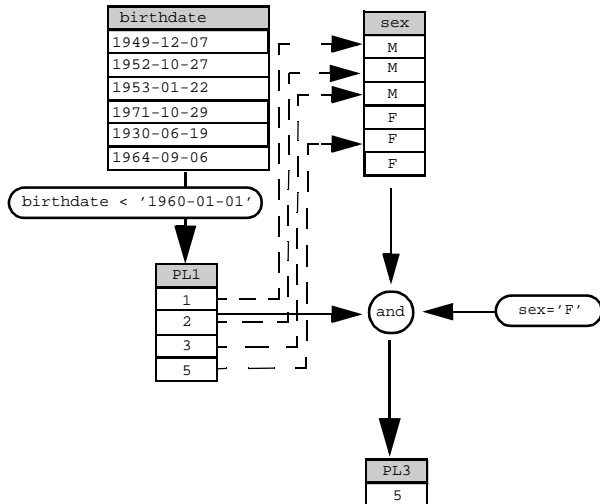 birthdate
1949-12-07
1952-10-27
1953-01-22
1971-10-29
1930-06-19
1964-09-06
sex
M
M
M
F
F
F
birthdate < '1960-01-01'
PL1
1
2
3
5
and
sex='F'
PL3
5